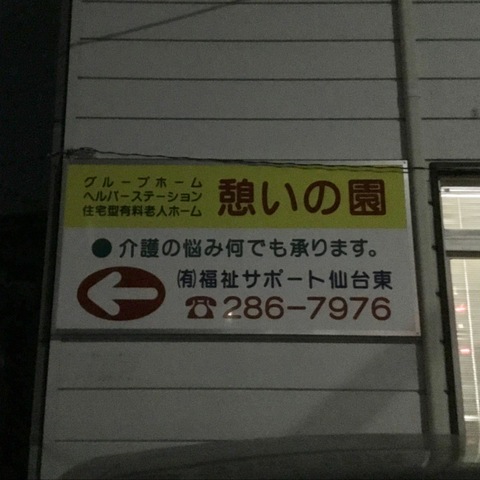 グループホーム
ヘルパーステーション
住宅型有料老人ホーム
憩いの園
●介護の悩み何でも承ります。
㈲福祉サポート仙台東
☎286-7976